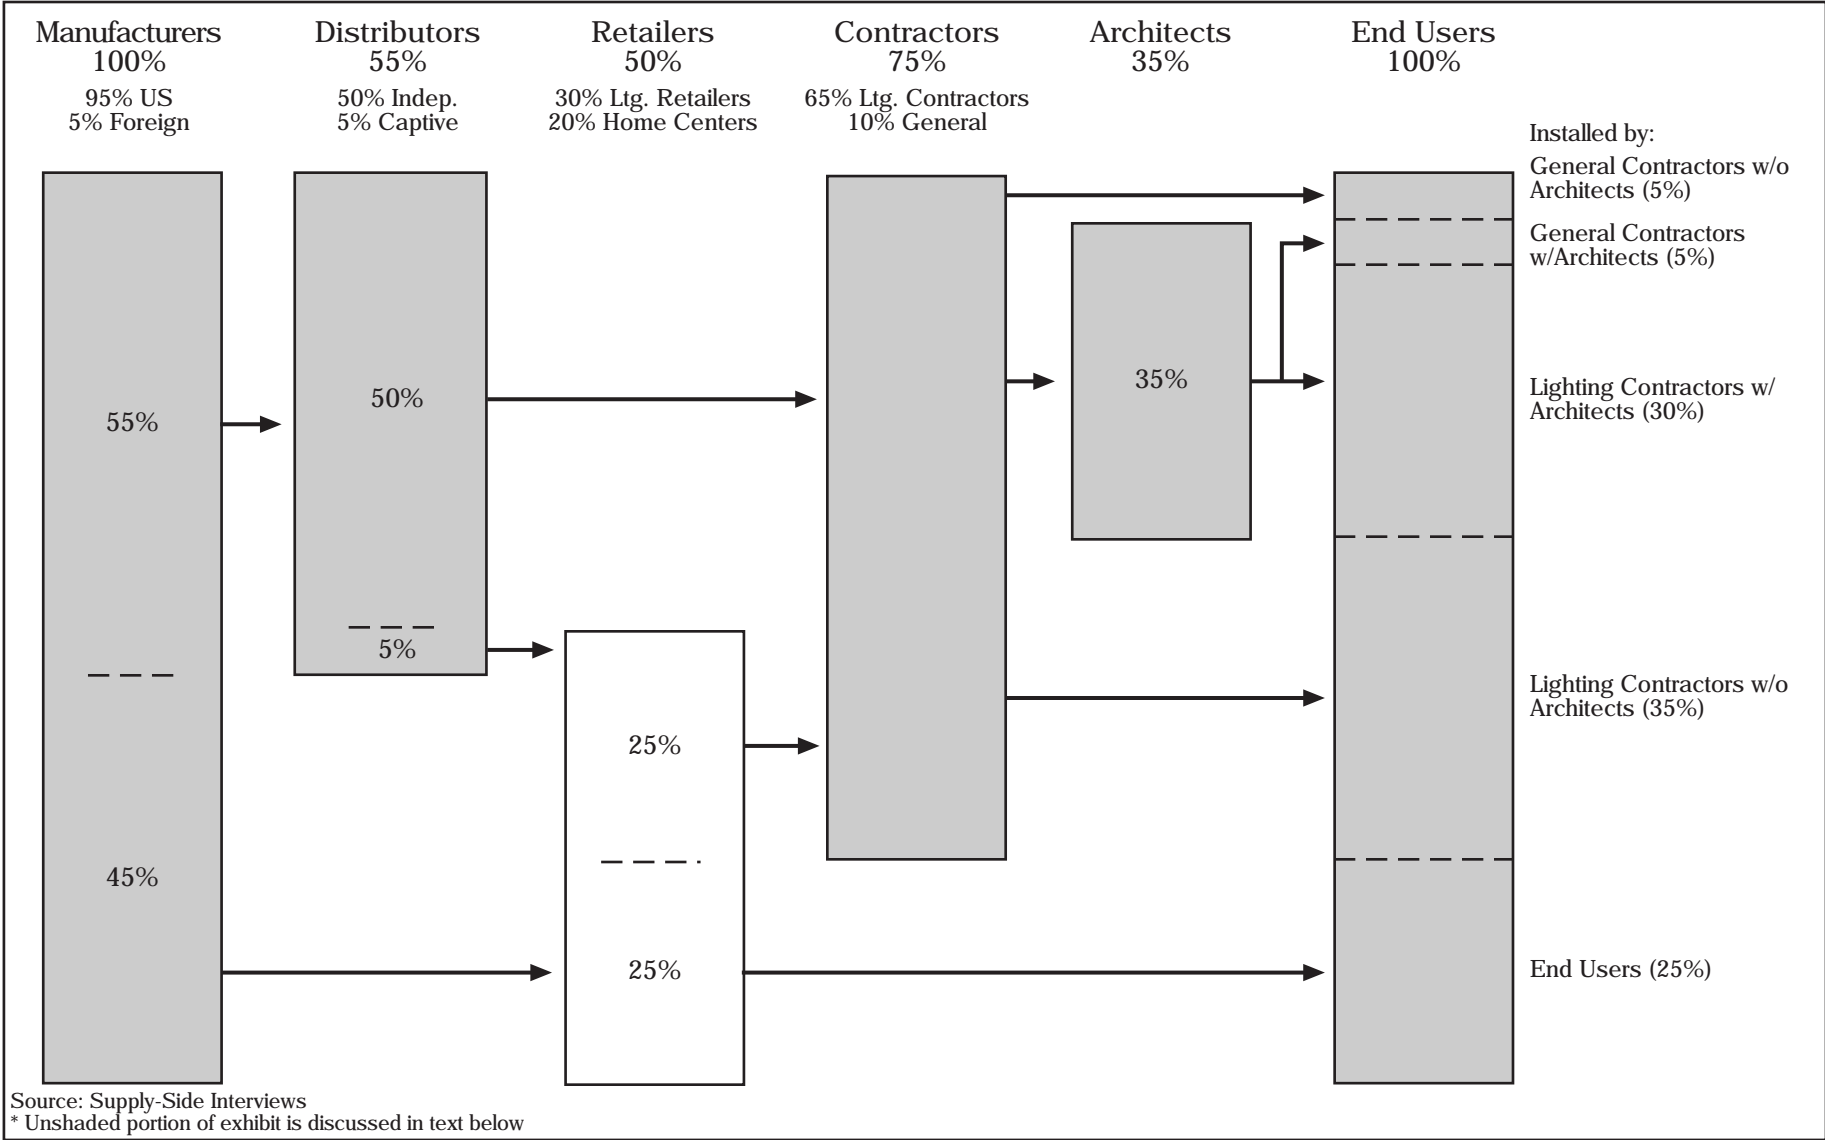 Manufacturers
100%
95% US
5% Foreign
Distributors
55%
50% Indep.
5% Captive
Retailers
50%
30% Ltg. Retailers
20% Home Centers
Contractors
75%
65% Ltg. Contractors
10% General
Architects
35%
End Users
100%
Installed by:
General Contractors w/o
Architects (5%)
General Contractors
w/Architects (5%)
Lighting Contractors w/
Architects (30%)
Lighting Contractors w/o
Architects (35%)
End Users (25%)
55%
45%
50%
5%
25%
25%
35%
Source: Supply-Side Interviews
* Unshaded portion of exhibit is discussed in text below